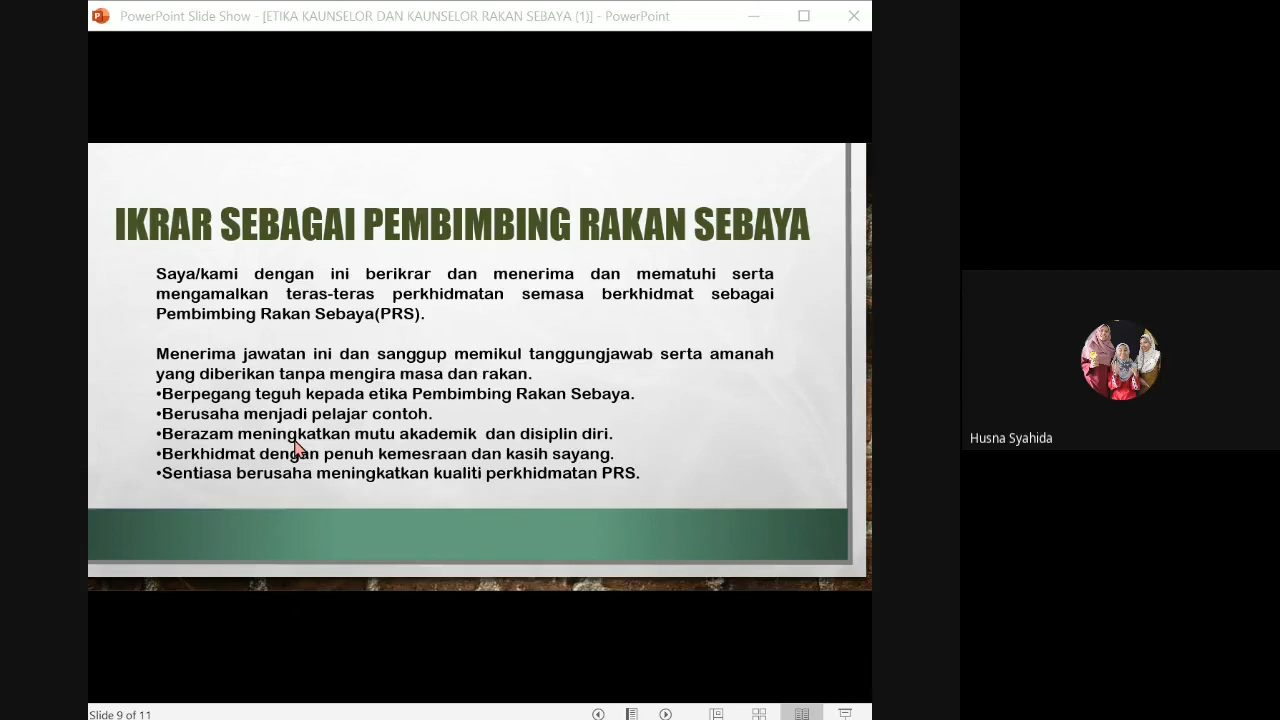 PowerPoint Slide Show - [ETIKA KAUNSELOR DAN KAUNSELOR RAKAN SEBAYA (1)] - PowerPoint
IKRAR SEBAGAI PEMBIMBING RAKAN SEBAYA
Saya/kami dengan ini berikrar dan menerima dan mematuhi serta
mengamalkan teras-teras perkhidmatan semasa berkhidmat sebagai
Pembimbing Rakan Sebaya(PRS).
Menerima jawatan ini dan sanggup memikul tanggungjawab serta amanah
yang diberikan tanpa mengira masa dan rakan.
•Berpegang teguh kepada etika Pembimbing Rakan Sebaya.
•Berusaha menjadi pelajar contoh.
•Berazam meningkatkan mutu akademik  dan disiplin diri.
•Berkhidmat dengan penuh kemesraan dan kasih sayang.
•Sentiasa berusaha meningkatkan kualiti perkhidmatan PRS.
Husna Syahida
Slide 9 of 11